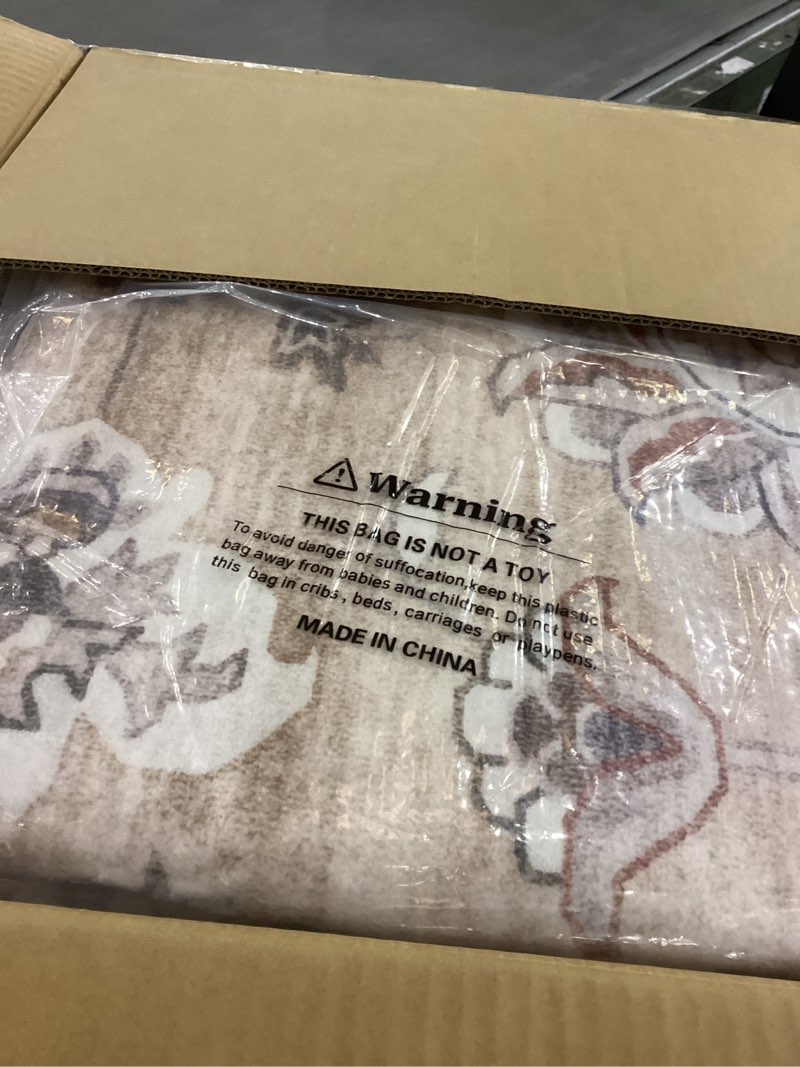 Warning
THIS BAG IS NOT A TOY
To avoid danger of suffocation,keep this plastic
bag away from babies and children. Do not use
this bag in cribs, beds, carriages or playpens.
MADE IN CHINA